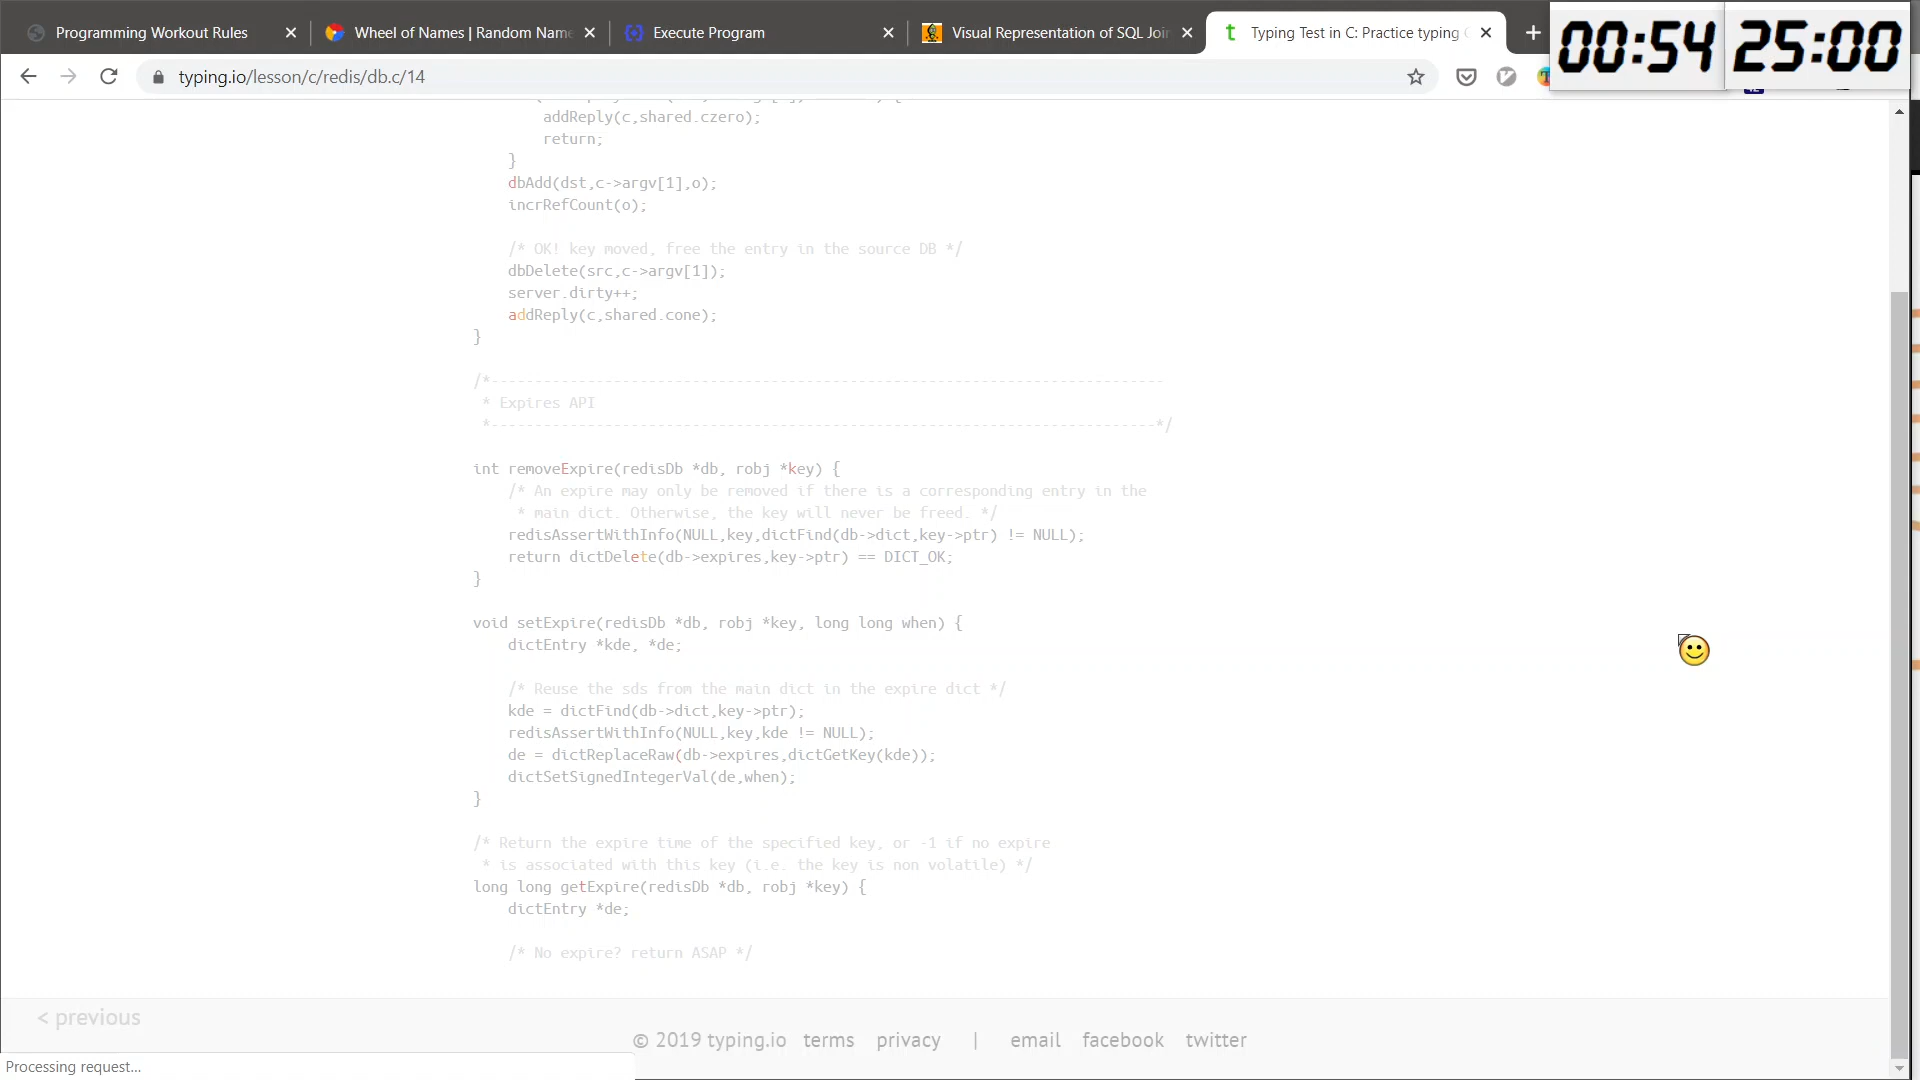 Programming Workout Rules
Wheel of Names | Random Name
Execute Program
Visual Representation of SQL Joi
Typing Test in C: Practice typing
00:54
25:00
typing.io/lesson/c/redis/db.c/14
addReply(c,shared.czero);
return;
}
dbAdd(dst,c->argv[1],o);
incrRefCount(o);
/* OK! key moved, free the entry in the source DB */
dbDelete(src,c->argv[1]);
server.dirty++;
addReply(c,shared.cone);
}
/*-----------------------------------------------------------------------------
* Expires API
*----------------------------------------------------------------------------*/
int removeExpire(redisDb *db, robj *key) {
/* An expire may only be removed if there is a corresponding entry in the
* main dict. Otherwise, the key will never be freed. */
redisAssertWithInfo(NULL,key,dictFind(db->dict,key->ptr) != NULL);
return dictDelete(db->expires,key->ptr) == DICT_OK;
}
void setExpire(redisDb *db, robj *key, long long when) {
dictEntry *kde, *de;
/* Reuse the sds from the main dict in the expire dict */
kde = dictFind(db->dict,key->ptr);
redisAssertWithInfo(NULL,key,kde != NULL);
de = dictReplaceRaw(db->expires,dictGetKey(kde));
dictSetSignedIntegerVal(de,when);
}
/* Return the expire time of the specified key, or -1 if no expire
* is associated with this key (i.e. the key is non volatile) */
long long getExpire(redisDb *db, robj *key) {
dictEntry *de;
/* No expire? return ASAP */
< previous
© 2019 typing.io terms privacy | email facebook twitter
Processing request...